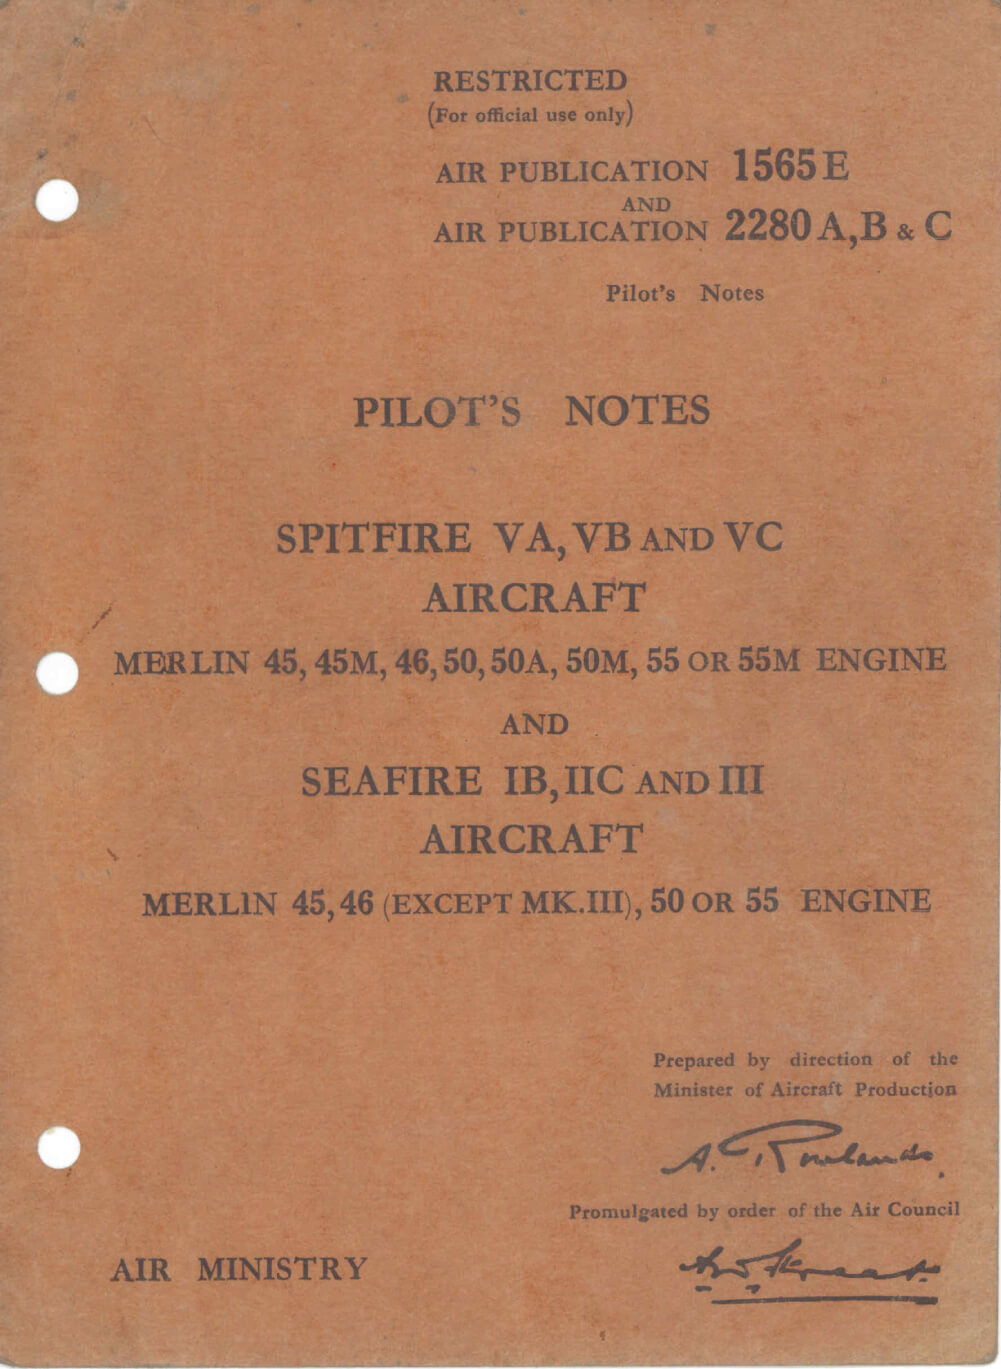 RESTRICTED
(For official use only)
AIR PUBLICATION 1565E
AND
AIR PUBLICATION 2280 A, B & C
Pilot's Notes
PILOT'S NOTES
SPITFIRE VA, VB AND VC
AIRCRAFT
MERLIN 45, 45M, 46, 50, 50A, 50M, 55 OR 55M ENGINE
AND
SEAFIRE IB, IIC AND III
AIRCRAFT
MERLIN 45, 46 (EXCEPT MK.III), 50 OR 55 ENGINE
Prepared by direction of the
Minister of Aircraft Production
A. Rowlands.
Promulgated by order of the Air Council
AIR MINISTRY